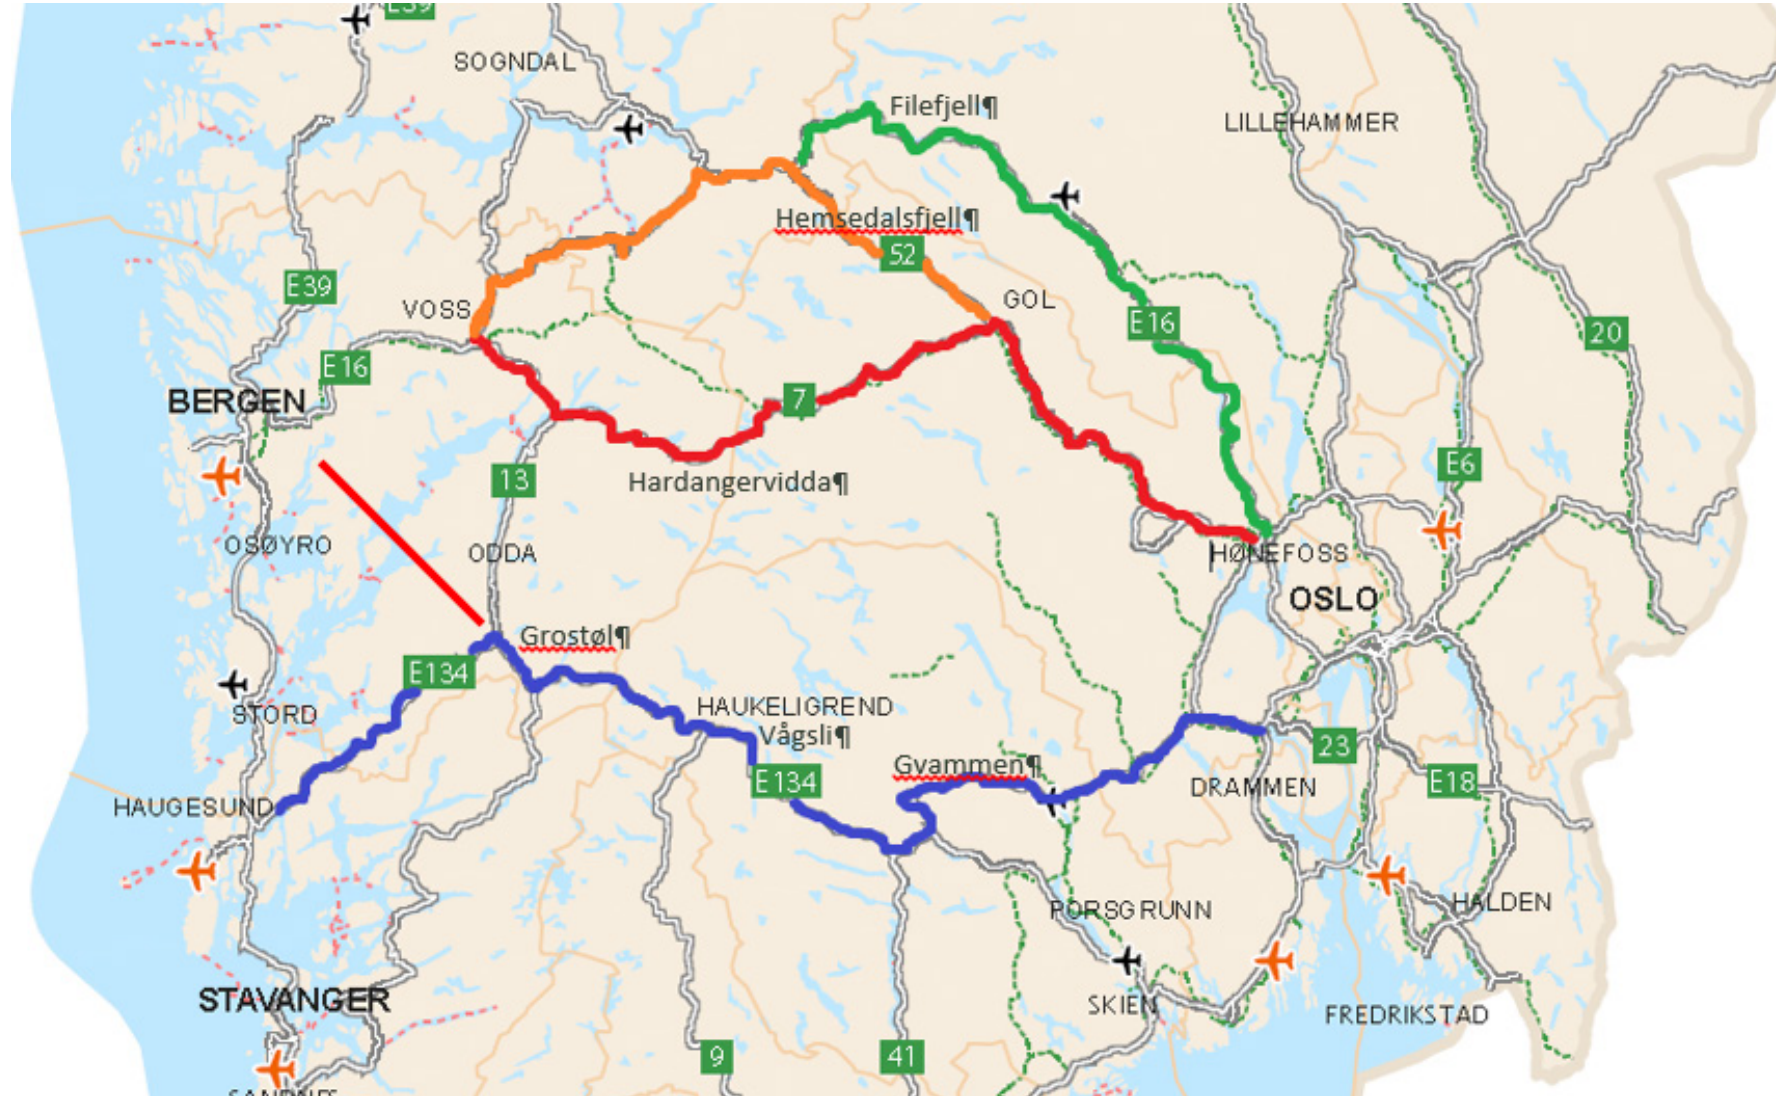 E39
SOGNDAL
Filefjell¶
LILLEHAMMER
Hemsedalsfjell¶
52
E39
VOSS
GOL
E16
20
E16
BERGEN
7
E6
13
Hardangervidda¶
OSØYRO
ODDA
HØNEFOSS
OSLO
Grostøl¶
E134
STORD
HAUKELIGREND
Vågsli¶
Gvammen¶
E134
23
E18
DRAMMEN
HAUGESUND
PORSGRUNN
HALDEN
STAVANGER
SKIEN
FREDRIKSTAD
9
41